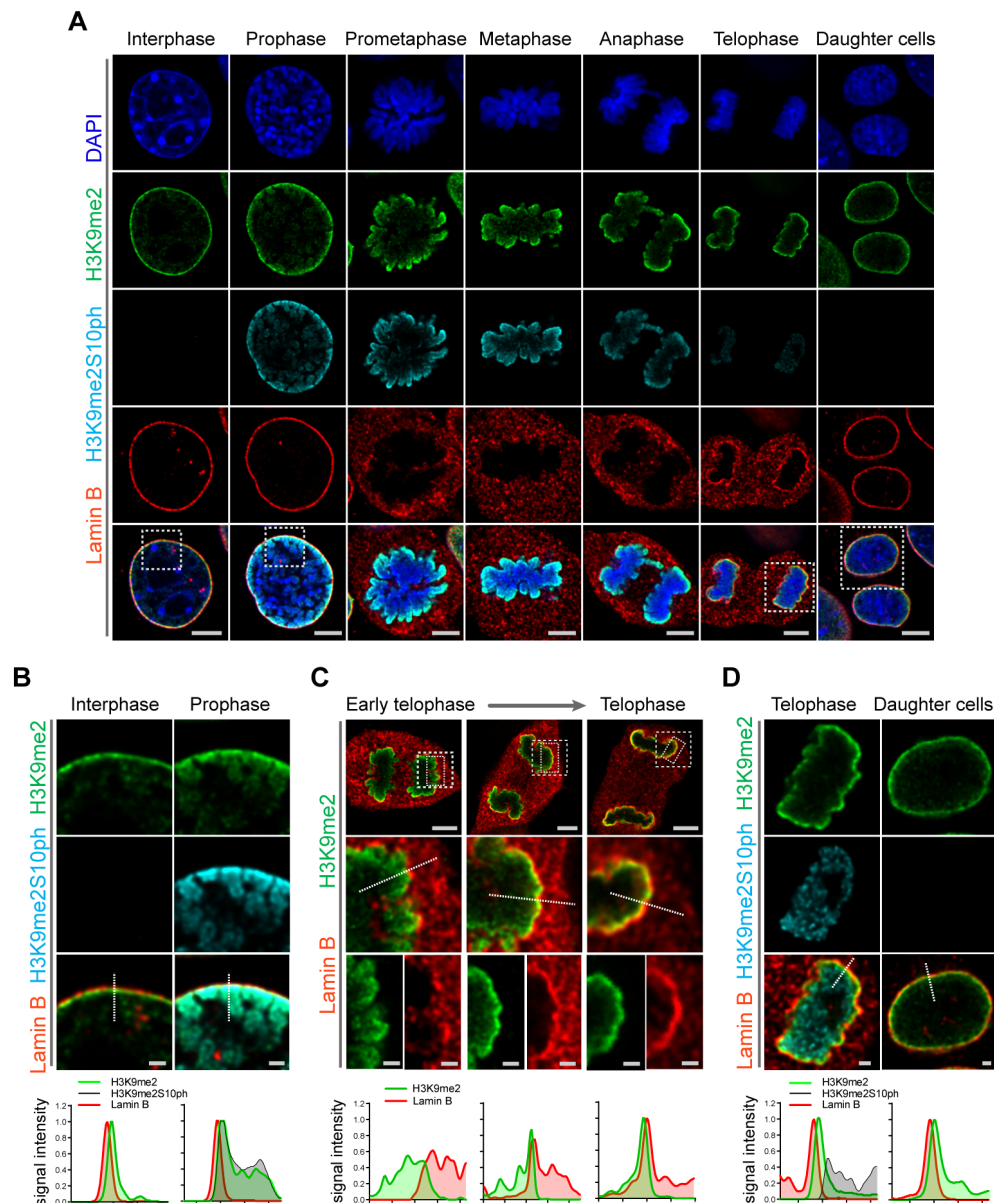 A
Interphase Prophase Prometaphase Metaphase Anaphase Telophase Daughter cells
DAPI
H3K9me2
H3K9me2S10ph
Lamin B
B
Interphase Prophase
H3K9me2
H3K9me2S10ph
Lamin B
H3K9me2
H3K9me2S10ph
Lamin B
signal intensity
1.2
1.0
0.8
0.6
0.4
0.2
0
C
Early telophase Telophase
H3K9me2
Lamin B
H3K9me2
Lamin B
signal intensity
1.2
1.0
0.8
0.6
0.4
0.2
0
D
Telophase Daughter cells
H3K9me2
H3K9me2S10ph
Lamin B
H3K9me2
H3K9me2S10ph
Lamin B
signal intensity
1.2
1.0
0.8
0.6
0.4
0.2
0